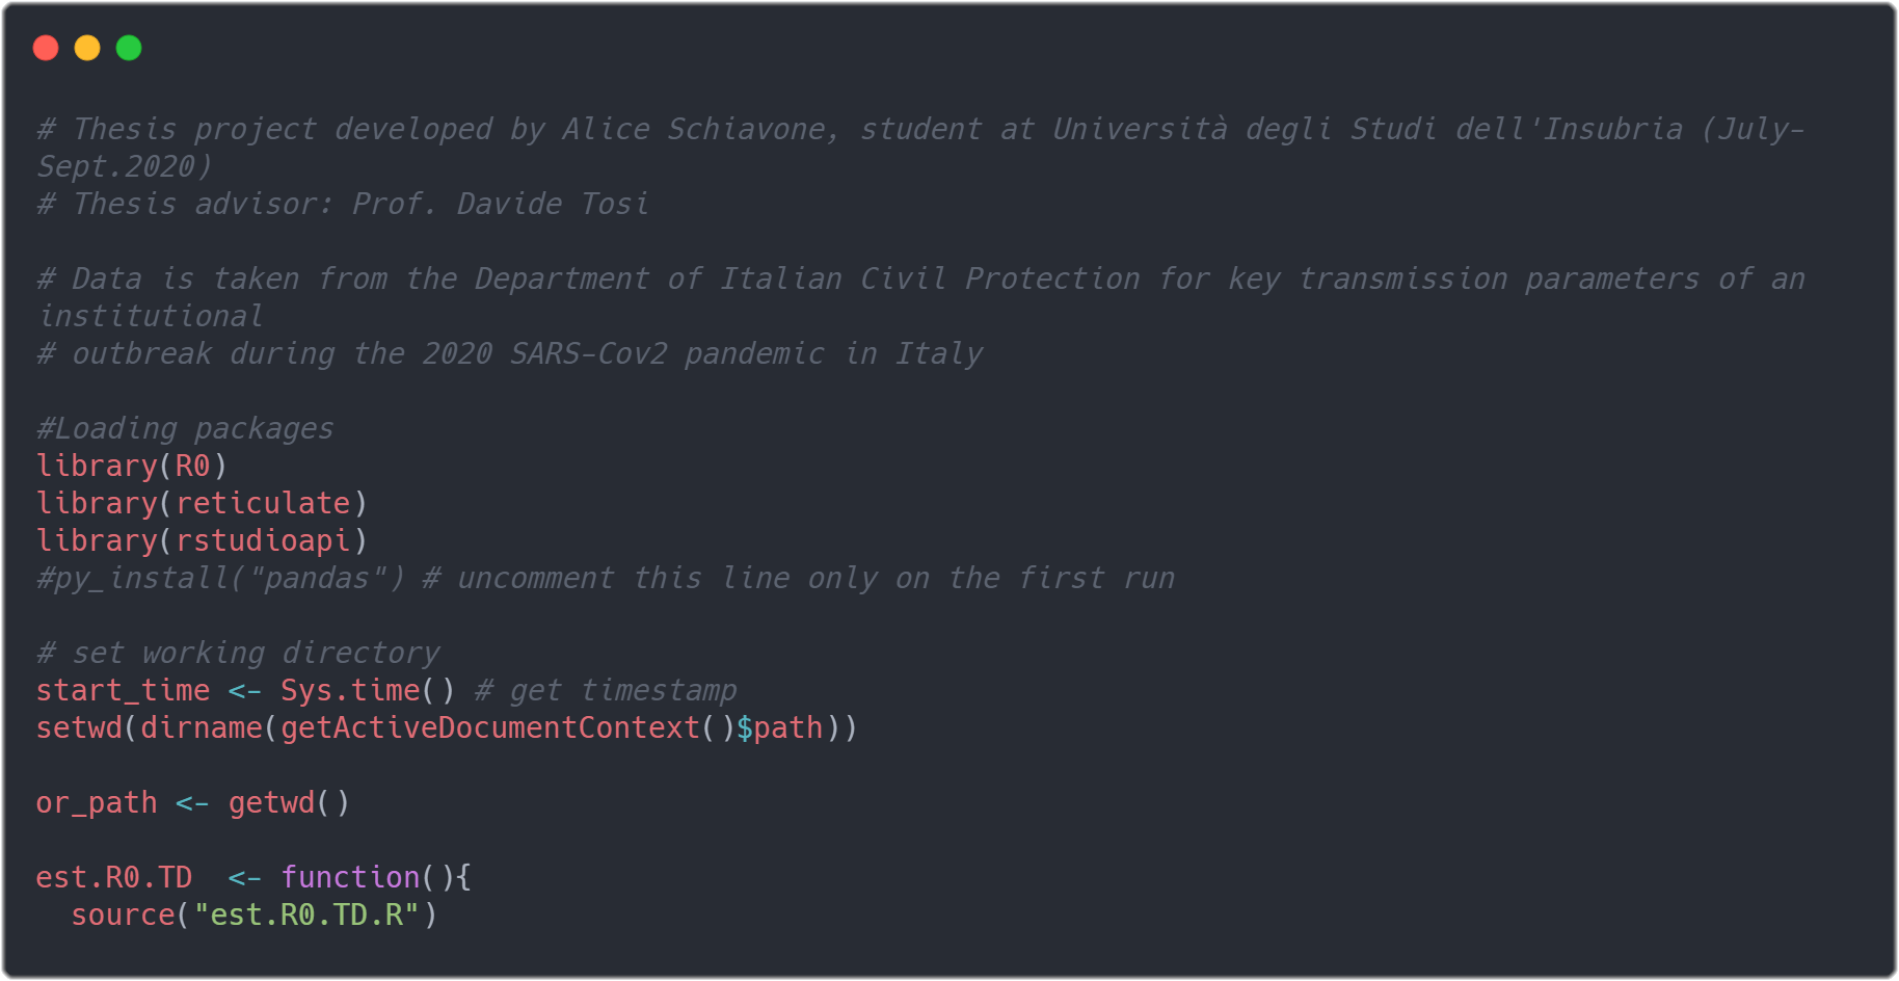 # Thesis project developed by Alice Schiavone, student at Università degli Studi dell'Insubria (July-
Sept.2020)
# Thesis advisor: Prof. Davide Tosi
# Data is taken from the Department of Italian Civil Protection for key transmission parameters of an
institutional
# outbreak during the 2020 SARS-Cov2 pandemic in Italy
#Loading packages
library(R0)
library(reticulate)
library(rstudioapi)
#py_install("pandas") # uncomment this line only on the first run
# set working directory
start_time <- Sys.time() # get timestamp
setwd(dirname(getActiveDocumentContext()$path))
or_path <- getwd()
est.R0.TD  <- function(){
  source("est.R0.TD.R")